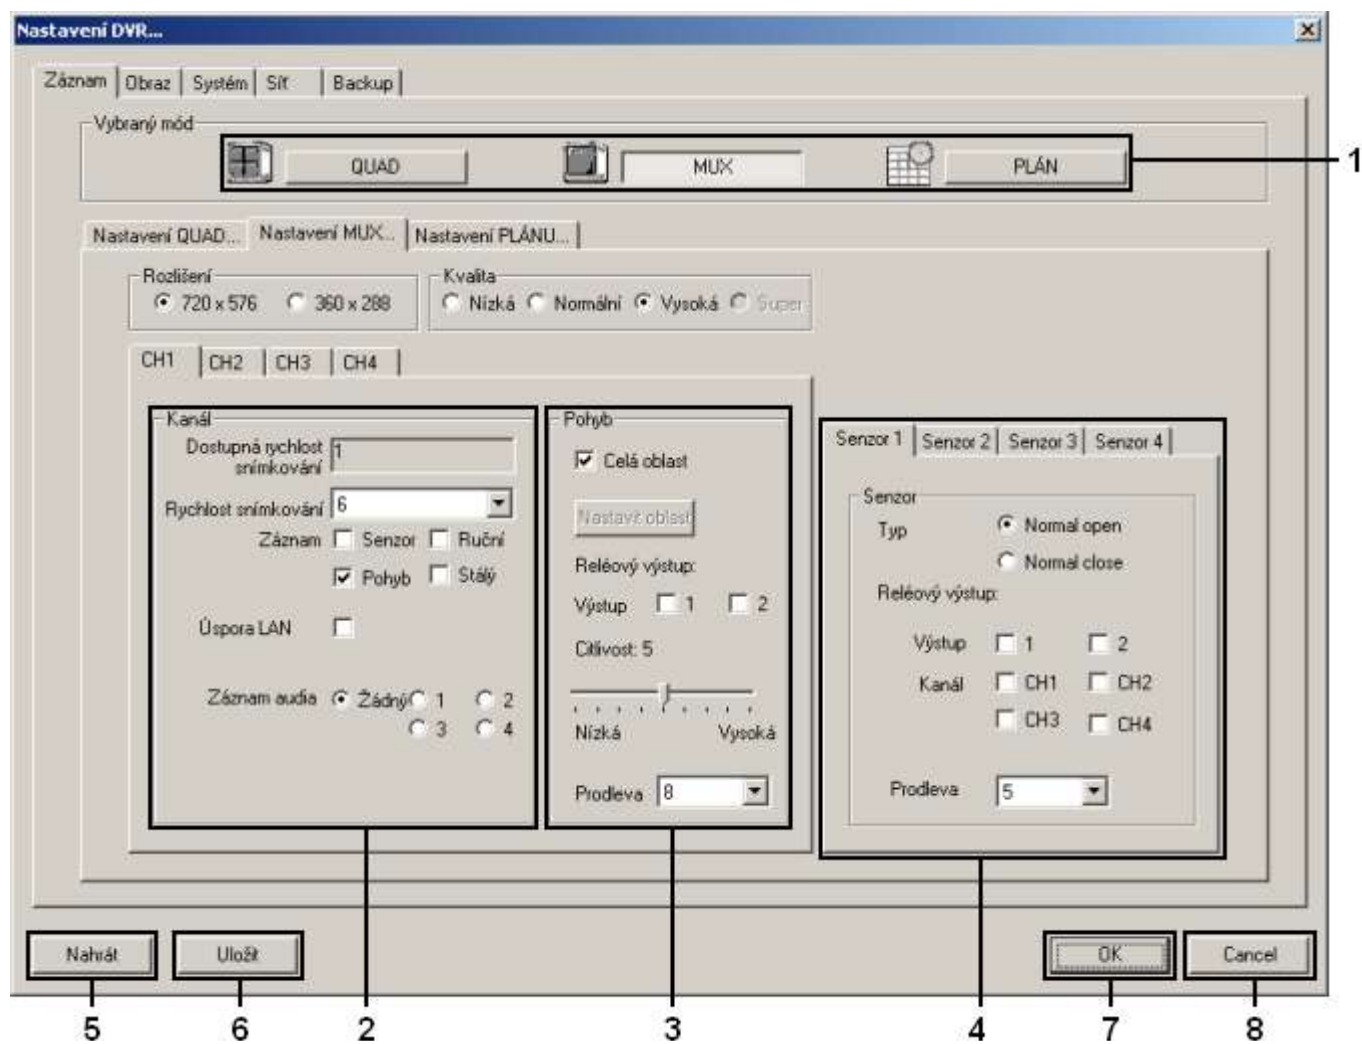 Nastavení DVR...
Záznam Obraz Systém Síť Backup
Vybraný mód
QUAD MUX PLÁN 1
Nastavení QUAD... Nastavení MUX... Nastavení PLÁNU...
Rozlišení Kvalita
720 x 576 360 x 288 Nízká Normální Vysoká Super
CH1 CH2 CH3 CH4
Kanál
Dostupná rychlost snímkování 1
Rychlost snímkování 6
Záznam Senzor Ruční
Pohyb Stálý
Úspora LAN
Záznam audia Žádný 1 2
3 4
Pohyb
Celá oblast
Nastavit oblast
Reléový výstup:
Výstup 1 2
Citlivost: 5
Nízká Vysoká
Prodleva 8
Senzor 1 Senzor 2 Senzor 3 Senzor 4
Senzor
Typ Normal open
Normal close
Reléový výstup:
Výstup 1 2
Kanál CH1 CH2
CH3 CH4
Prodleva 5
Nahrát Uložit OK Cancel
5 6 2 3 4 7 8